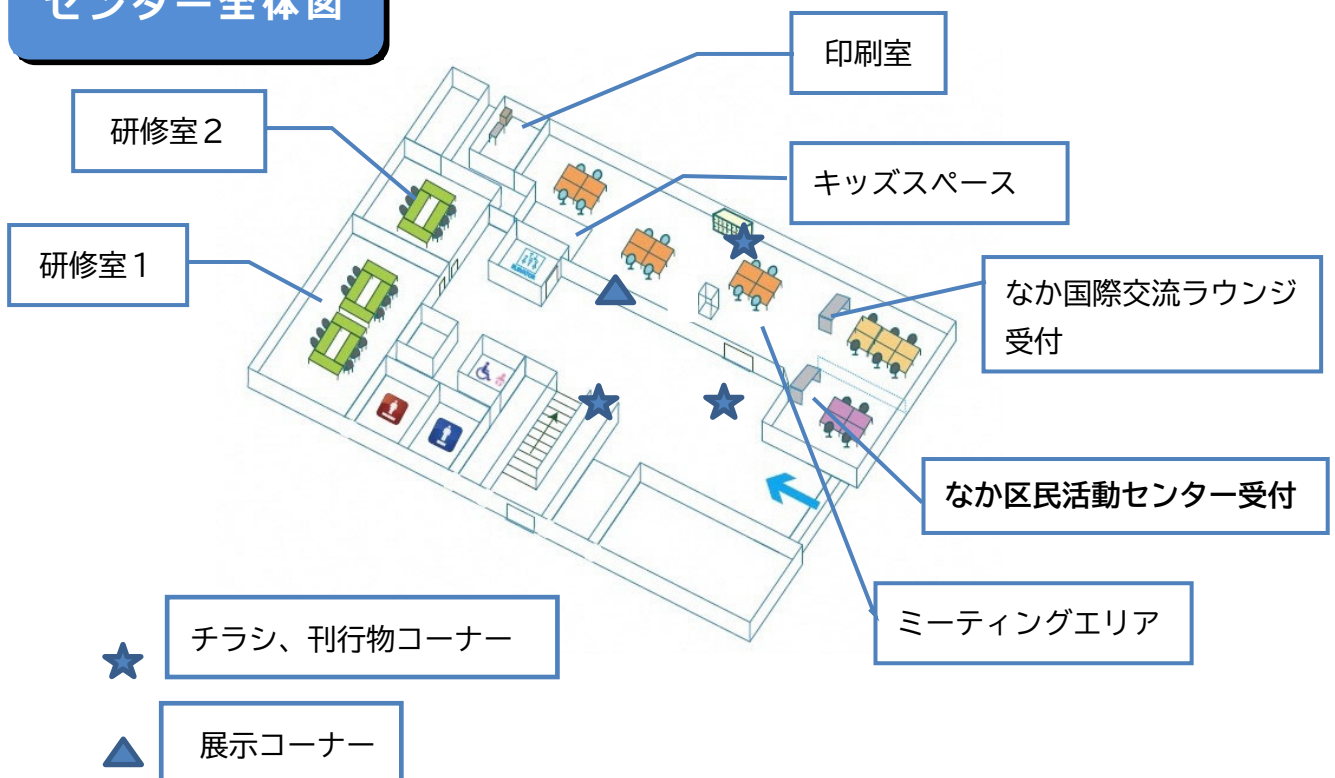 センター全体図
印刷室
研修室２
キッズスペース
研修室１
なか国際交流ラウンジ
受付
なか区民活動センター受付
ミーティングエリア
チラシ、刊行物コーナー
展示コーナー